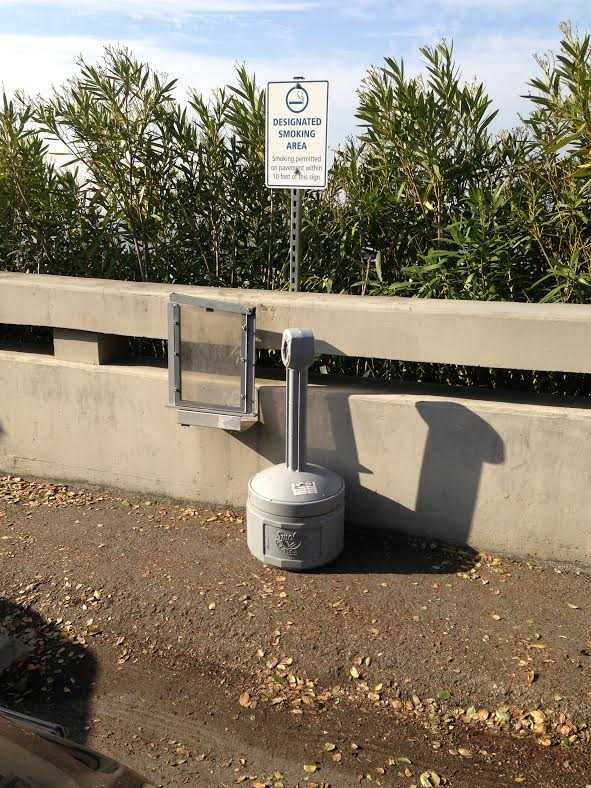 DESIGNATED
SMOKING
AREA
Smoking permitted
on pavement within
10 feet of this sign